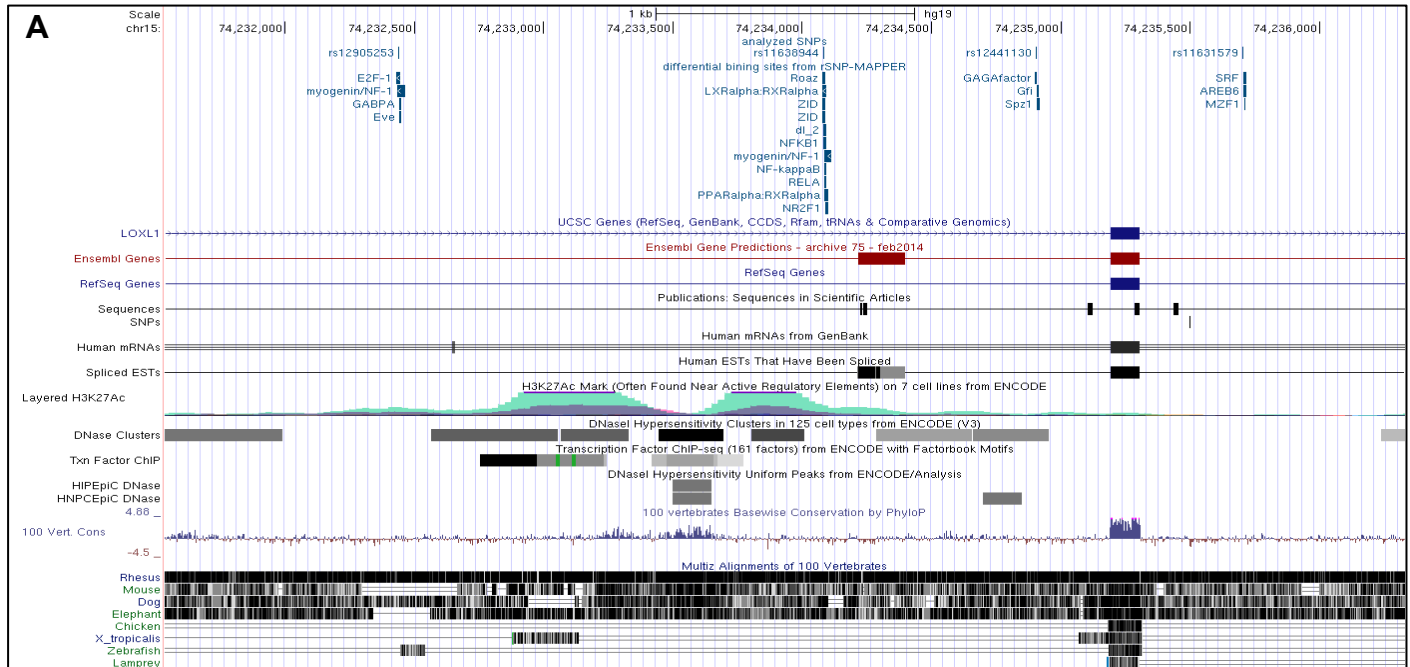 A
Scale 1 kb hg19
chr15: 74,232,000 74,232,500 74,233,000 74,233,500 74,234,000 74,234,500 74,235,000 74,235,500 74,236,000
analyzed SNPs
rs12905253 rs11638944 rs12441130 rs11631579
differential bining sites from rSNP-MAPPER
E2F-1 Roaz GAGAfactor SRF
myogenin/NF-1 LXRalpha:RXRalpha Gfi AREB6
GABPA ZID Spz1 MZF1
Eve ZID
dl_2
NFKB1
myogenin/NF-1
NF-kappaB
RELA
PPARalpha:RXRalpha
NR2F1
UCSC Genes (RefSeq, GenBank, CCDS, Rfam, tRNAs & Comparative Genomics)
LOXL1
Ensembl Gene Predictions - archive 75 - feb2014
Ensembl Genes
RefSeq Genes
RefSeq Genes
Publications: Sequences in Scientific Articles
Sequences
SNPs
Human mRNAs from GenBank
Human mRNAs
Human ESTs That Have Been Spliced
Spliced ESTs
H3K27Ac Mark (Often Found Near Active Regulatory Elements) on 7 cell lines from ENCODE
Layered H3K27Ac
DNaseI Hypersensitivity Clusters in 125 cell types from ENCODE (V3)
DNase Clusters
Transcription Factor ChIP-seq (161 factors) from ENCODE with Factorbook Motifs
Txn Factor ChIP
DNaseI Hypersensitivity Uniform Peaks from ENCODE/Analysis
HIPEpiC DNase
HNPCEpiC DNase
4.88 _
100 vertebrates Basewise Conservation by PhyloP
100 Vert. Cons
-4.5 _
Multiz Alignments of 100 Vertebrates
Rhesus
Mouse
Dog
Elephant
Chicken
X_tropicalis
Zebrafish
Lamprey